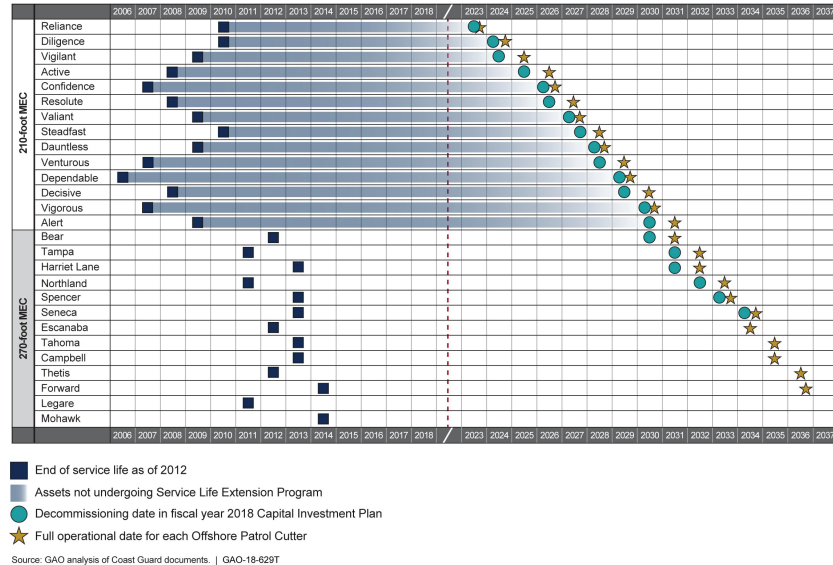 2006 2007 2008 2009 2010 2011 2012 2013 2014 2015 2016 2017 2018 / 2023 2024 2025 2026 2027 2028 2029 2030 2031 2032 2033 2034 2035 2036 2037
210-foot MEC
Reliance
Diligence
Vigilant
Active
Confidence
Resolute
Valiant
Steadfast
Dauntless
Venturous
Dependable
Decisive
Vigorous
Alert
270-foot MEC
Bear
Tampa
Harriet Lane
Northland
Spencer
Seneca
Escanaba
Tahoma
Campbell
Thetis
Forward
Legare
Mohawk
2006 2007 2008 2009 2010 2011 2012 2013 2014 2015 2016 2017 2018 / 2023 2024 2025 2026 2027 2028 2029 2030 2031 2032 2033 2034 2035 2036 2037
End of service life as of 2012
Assets not undergoing Service Life Extension Program
Decommissioning date in fiscal year 2018 Capital Investment Plan
Full operational date for each Offshore Patrol Cutter
Source: GAO analysis of Coast Guard documents. | GAO-18-629T